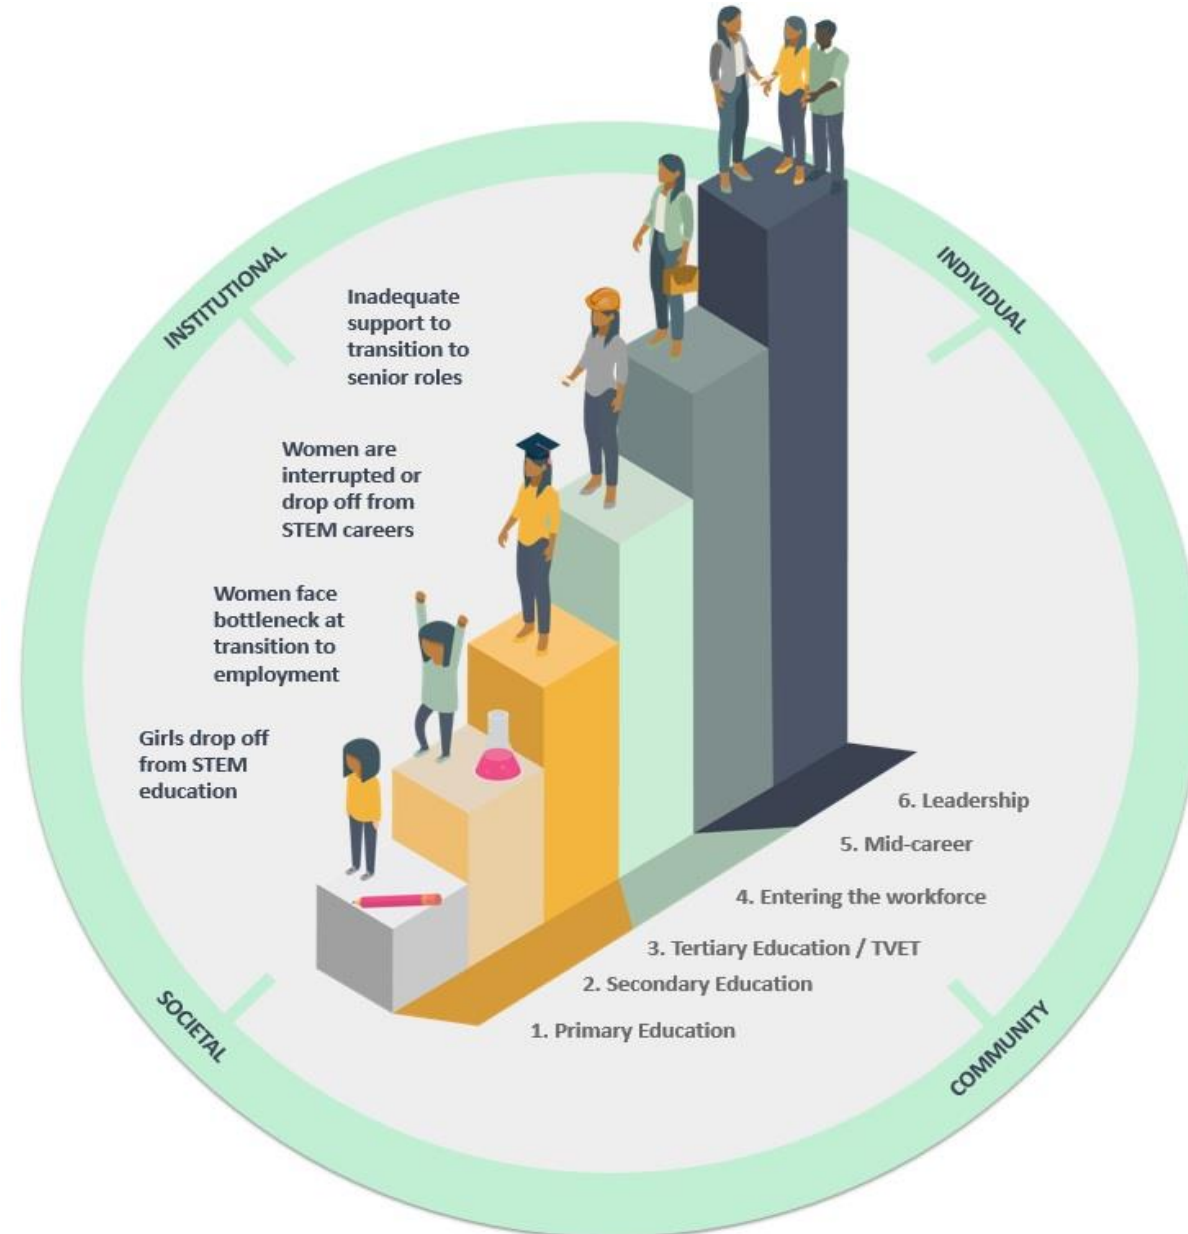 INSTITUTIONAL
INDIVIDUAL
Inadequate
support to
transition to
senior roles
Women are
interrupted or
drop off from
STEM careers
Women face
bottleneck at
transition to
employment
Girls drop off
from STEM
education
6. Leadership
5. Mid-career
4. Entering the workforce
3. Tertiary Education / TVET
2. Secondary Education
1. Primary Education
SOCIETAL
COMMUNITY